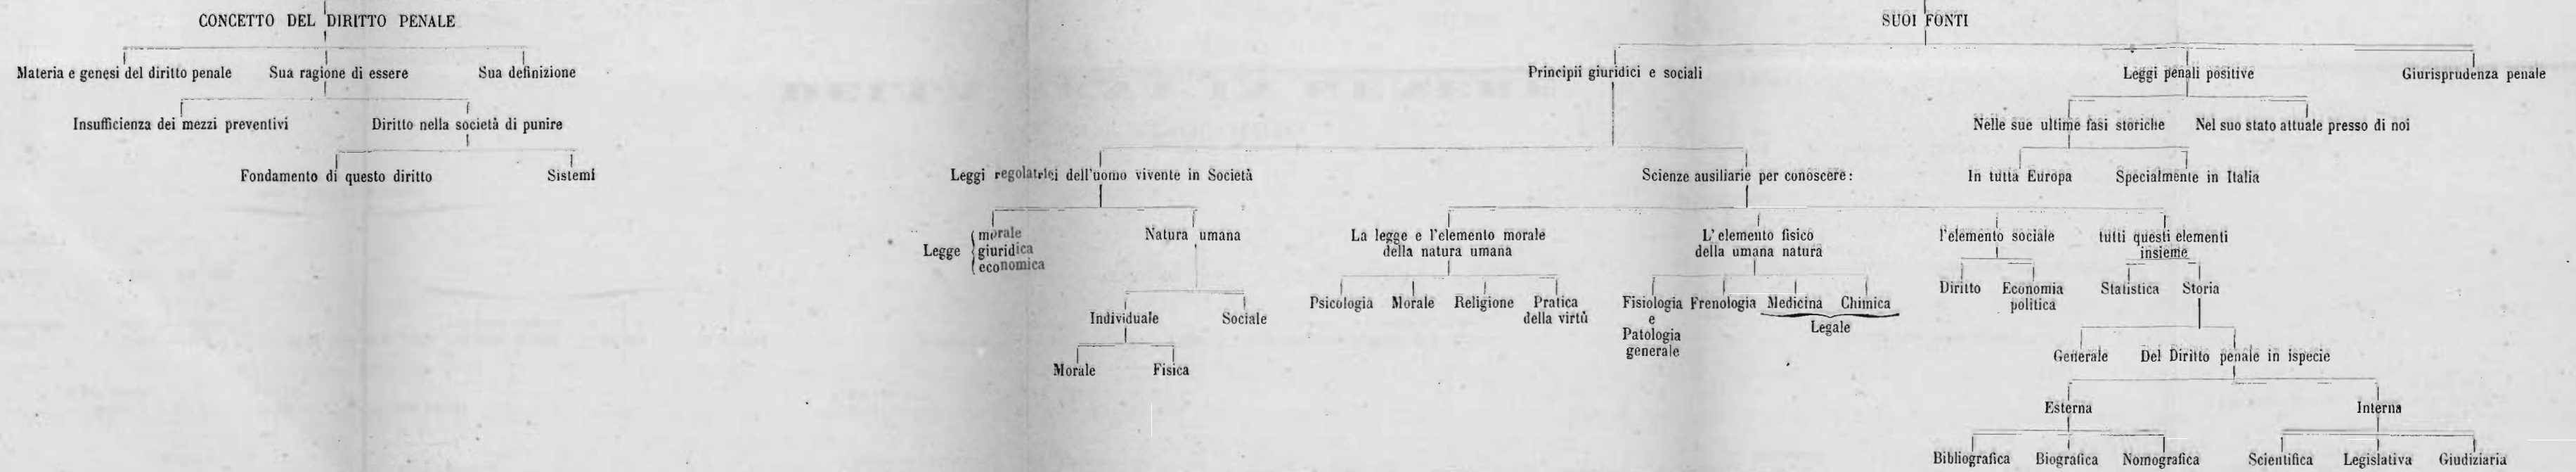 CONCETTO DEL DIRITTO PENALE
SUOI FONTI
Materia e genesi del diritto penale
Sua ragione di essere
Sua definizione
Principii giuridici e sociali
Leggi penali positive
Giurisprudenza penale
Insufficienza dei mezzi preventivi
Diritto nella società di punire
Nelle sue ultime fasi storiche
Nel suo stato attuale presso di noi
Fondamento di questo diritto
Sistemi
Leggi regolatrici dell'uomo vivente in Società
Scienze ausiliarie per conoscere:
In tutta Europa
Specialmente in Italia
Legge
morale
giuridica
economica
Natura umana
La legge e l'elemento morale
della natura umana
L'elemento fisico
della umana natura
l'elemento sociale
tutti questi elementi
insieme
Psicologia
Morale
Religione
Pratica
della virtù
Fisiologia
e
Patologia
generale
Frenologia
Medicina
Chimica
Legale
Diritto
Economia
politica
Statistica
Storia
Individuale
Sociale
Generale
Del Diritto penale in ispecie
Morale
Fisica
Esterna
Interna
Bibliografica
Biografica
Nomografica
Scientifica
Legislativa
Giudiziaria